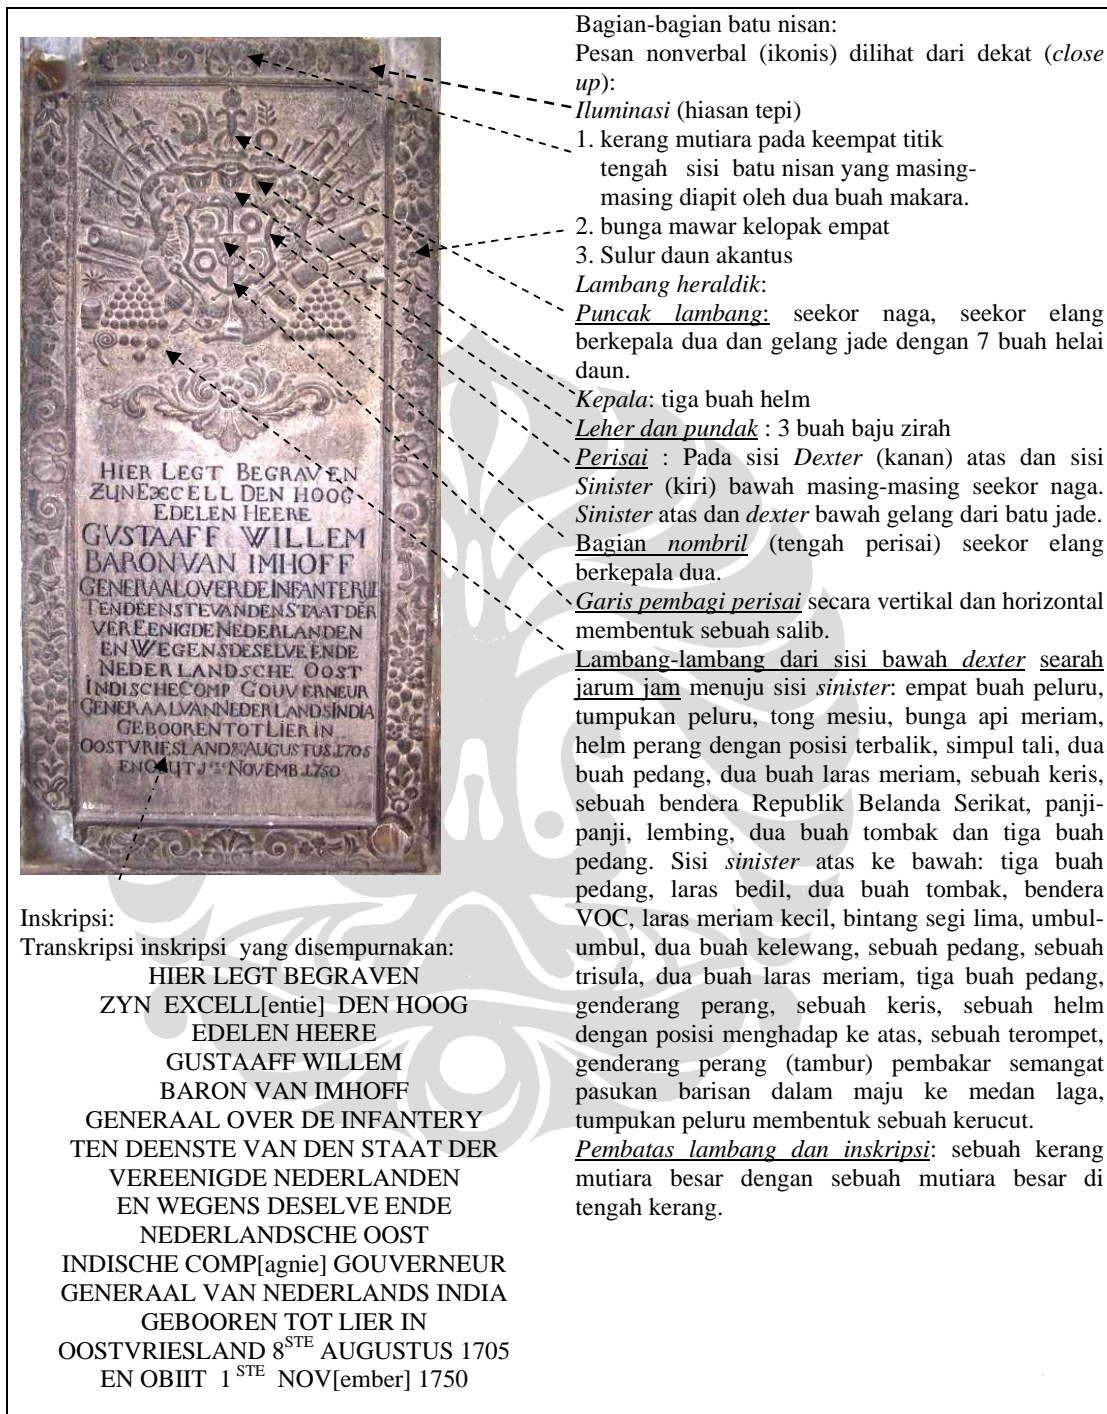 Bagian-bagian batu nisan:
Pesan nonverbal (ikonis) dilihat dari dekat (close
up):
Iluminasi (hiasan tepi)
1. kerang mutiara pada keempat titik
tengah sisi batu nisan yang masing-
masing diapit oleh dua buah makara.
2. bunga mawar kelopak empat
3. Sulur daun akantus
Lambang heraldik:
Puncak lambang: seekor naga, seekor elang
berkepala dua dan gelang jade dengan 7 buah helai
daun.
Kepala: tiga buah helm
Leher dan pundak : 3 buah baju zirah
Perisai : Pada sisi Dexter (kanan) atas dan sisi
Sinister (kiri) bawah masing-masing seekor naga.
Sinister atas dan dexter bawah gelang dari batu jade.
Bagian nombril (tengah perisai) seekor elang
berkepala dua.
Garis pembagi perisai secara vertikal dan horizontal
membentuk sebuah salib.
Lambang-lambang dari sisi bawah dexter searah
jarum jam menuju sisi sinister: empat buah peluru,
tumpukan peluru, tong mesiu, bunga api meriam,
helm perang dengan posisi terbalik, simpul tali, dua
buah pedang, dua buah laras meriam, sebuah keris,
sebuah bendera Republik Belanda Serikat, panji-
panji, lembing, dua buah tombak dan tiga buah
pedang. Sisi sinister atas ke bawah: tiga buah
pedang, laras bedil, dua buah tombak, bendera
VOC, laras meriam kecil, bintang segi lima, umbul-
umbul, dua buah kelewang, sebuah pedang, sebuah
trisula, dua buah laras meriam, tiga buah pedang,
genderang perang, sebuah keris, sebuah helm
dengan posisi menghadap ke atas, sebuah terompet,
genderang perang (tambur) pembakar semangat
pasukan barisan dalam maju ke medan laga,
tumpukan peluru membentuk sebuah kerucut.
Pembatas lambang dan inskripsi: sebuah kerang
mutiara besar dengan sebuah mutiara besar di
tengah kerang.
HIER LEGT BEGRAVEN
ZYN EXCELL DEN HOOG
EDELEN HEERE
GVSTAAFF WILLEM
BARON VAN IMHOFF
GENERAAL OVER DE INFANTERIJ
TEN DEENSTE VAN DEN STAAT DER
VEREENIGDE NEDERLANDEN
EN WEGENS DESELVE ENDE
NEDERLANDSCHE OOST
INDISCHE COMP GOUVERNEUR
GENERAAL VAN NEDERLANDS INDIA
GEBOOREN TOT LIER IN
OOSTVRIESLAND AUGUSTUS 1705
NOVEMB 1750
Inskripsi:
Transkripsi inskripsi yang disempurnakan:
HIER LEGT BEGRAVEN
ZYN EXCELL[entie] DEN HOOG
EDELEN HEERE
GUSTAAFF WILLEM
BARON VAN IMHOFF
GENERAAL OVER DE INFANTERY
TEN DEENSTE VAN DEN STAAT DER
VEREENIGDE NEDERLANDEN
EN WEGENS DESELVE ENDE
NEDERLANDSCHE OOST
INDISCHE COMP[agnie] GOUVERNEUR
GENERAAL VAN NEDERLANDS INDIA
GEBOOREN TOT LIER IN
OOSTVRIESLAND 8STE AUGUSTUS 1705
EN OBIIT 1 STE NOV[ember] 1750